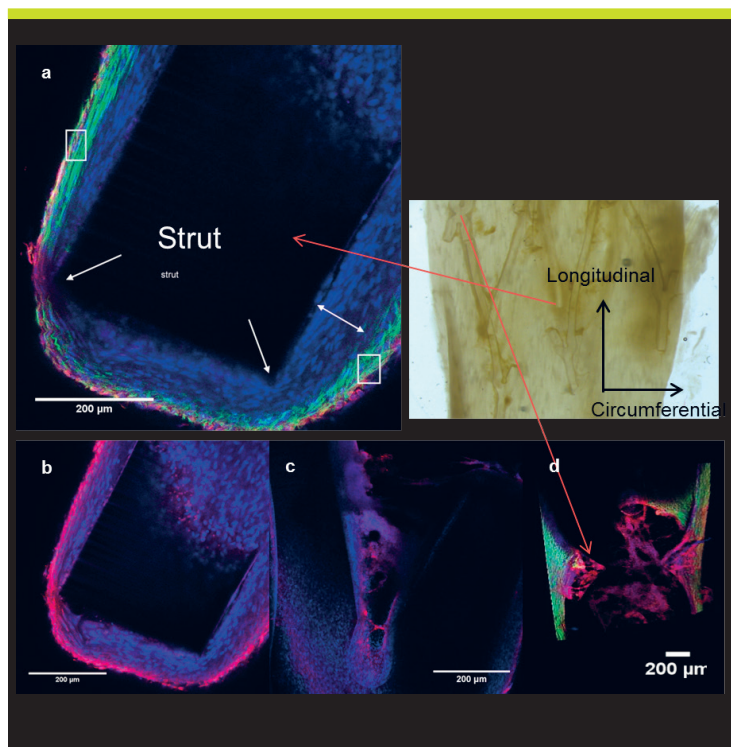 a
Strut
strut
200 µm
Longitudinal
Circumferential
b
200 µm
c
200 µm
d
200 µm